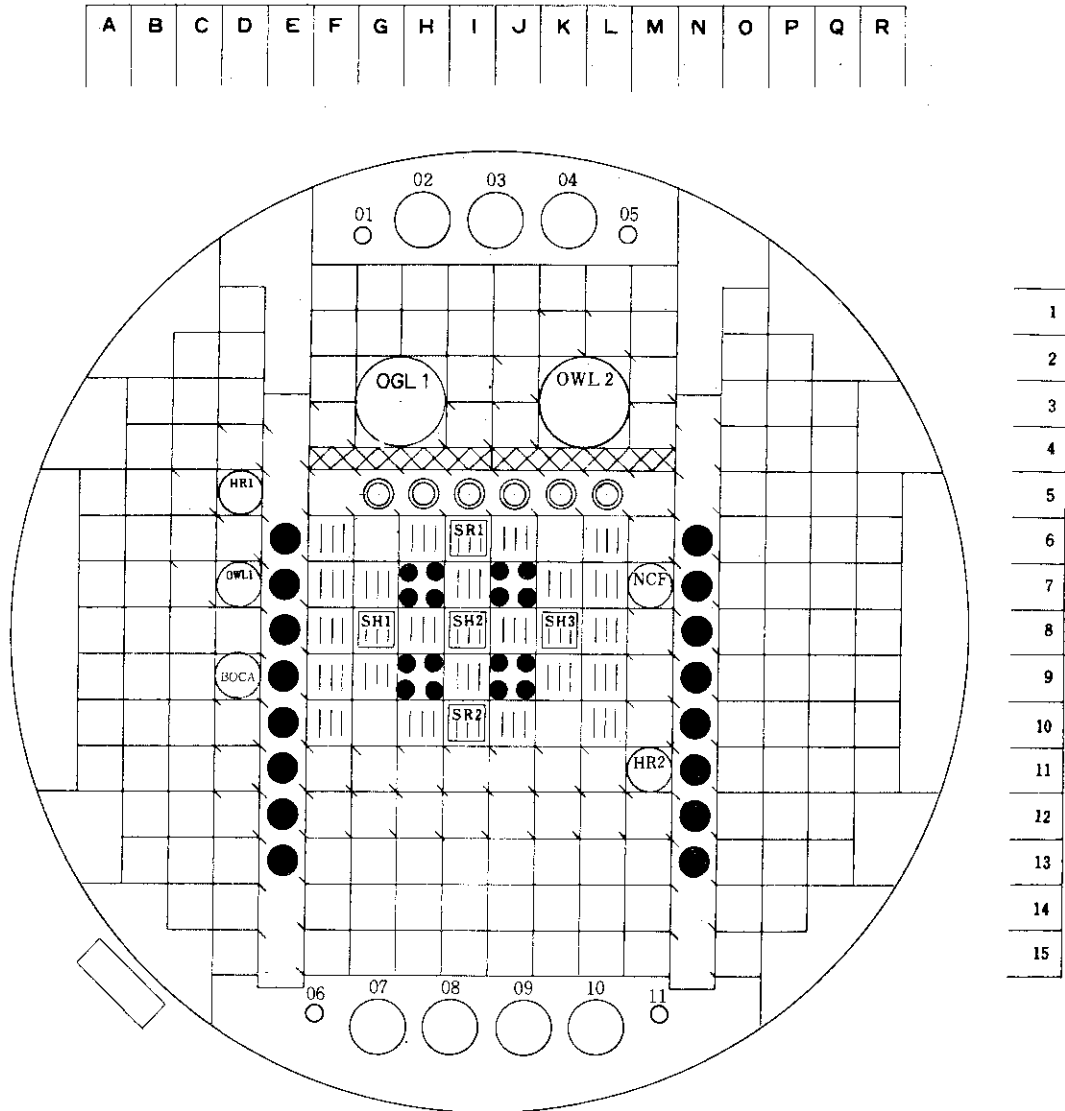 A B C D E F G H I J K L M N O P Q R
02 03 04
01 05
1
2
OGL 1 OWL 2
3
4
HR1 5
SR1 6
OWL1 NCF 7
SH1 SH2 SH3 8
BOCA 9
SR2 10
HR2 11
12
13
14
15
06 07 08 09 10 11